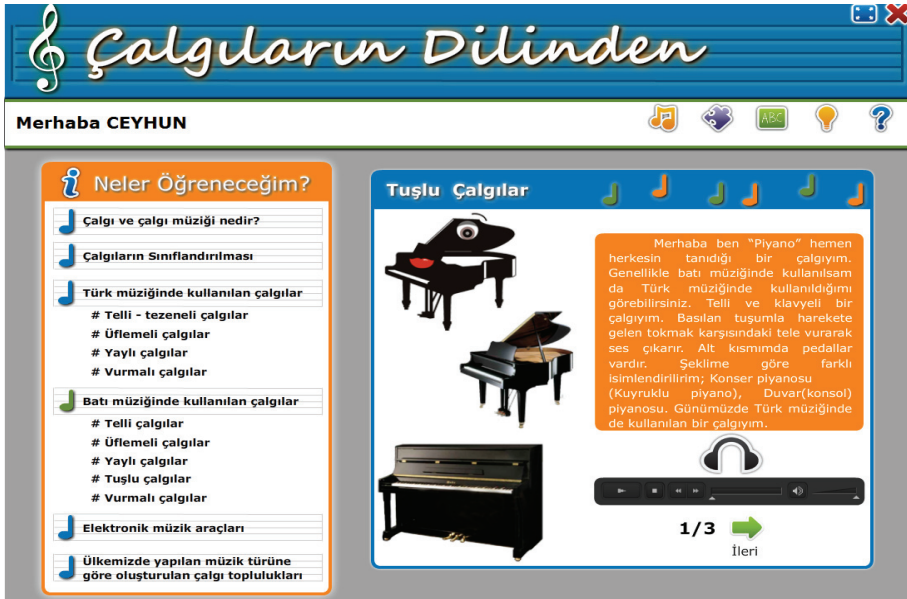 Çalgıların Dilinden
Merhaba CEYHUN
ABC
?
i Neler Öğreneceğim?
Çalgı ve çalgı müziği nedir?
Çalgıların Sınıflandırılması
Türk müziğinde kullanılan çalgılar
# Telli - tezeneli çalgılar
# Üflemeli çalgılar
# Yaylı çalgılar
# Vurmalı çalgılar
Batı müziğinde kullanılan çalgılar
# Telli çalgılar
# Üflemeli çalgılar
# Yaylı çalgılar
# Tuşlu çalgılar
# Vurmalı çalgılar
Elektronik müzik araçları
Ülkemizde yapılan müzik türüne
göre oluşturulan çalgı toplulukları
Tuşlu Çalgılar
Merhaba ben "Piyano" hemen
herkesin tanıdığı bir çalgıyım.
Genellikle batı müziğinde kullanılsam
da Türk müziğinde kullanıldığımı
görebilirsiniz. Telli ve klavyeli bir
çalgıyım. Basılan tuşumla harekete
gelen tokmak karşısındaki tele vurarak
ses çıkarır. Alt kısmımda pedallar
vardır. Şeklime göre farklı
isimlendirilirim; Konser piyanosu
(Kuyruklu piyano), Duvar(konsol)
piyanosu. Günümüzde Türk müziğinde
de kullanılan bir çalgıyım.
1/3
İleri